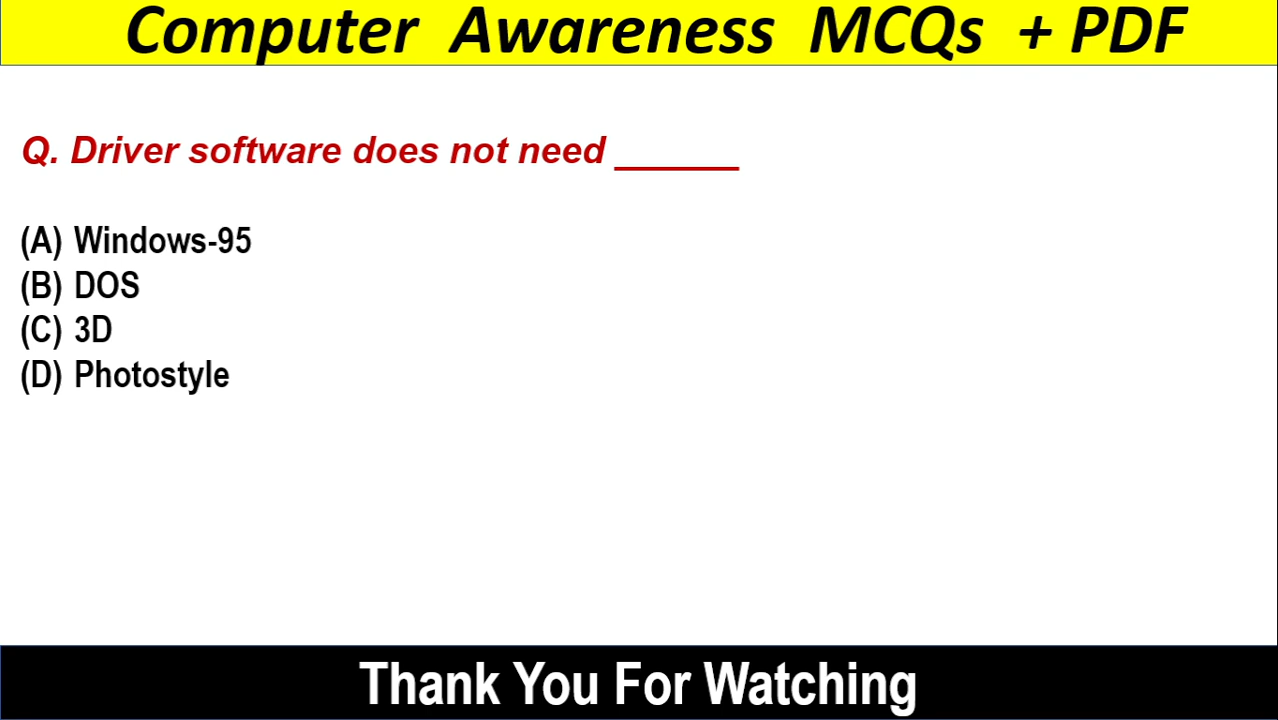 Computer Awareness MCQs + PDF
Q. Driver software does not need ______
(A) Windows-95
(B) DOS
(C) 3D
(D) Photostyle
Thank You For Watching